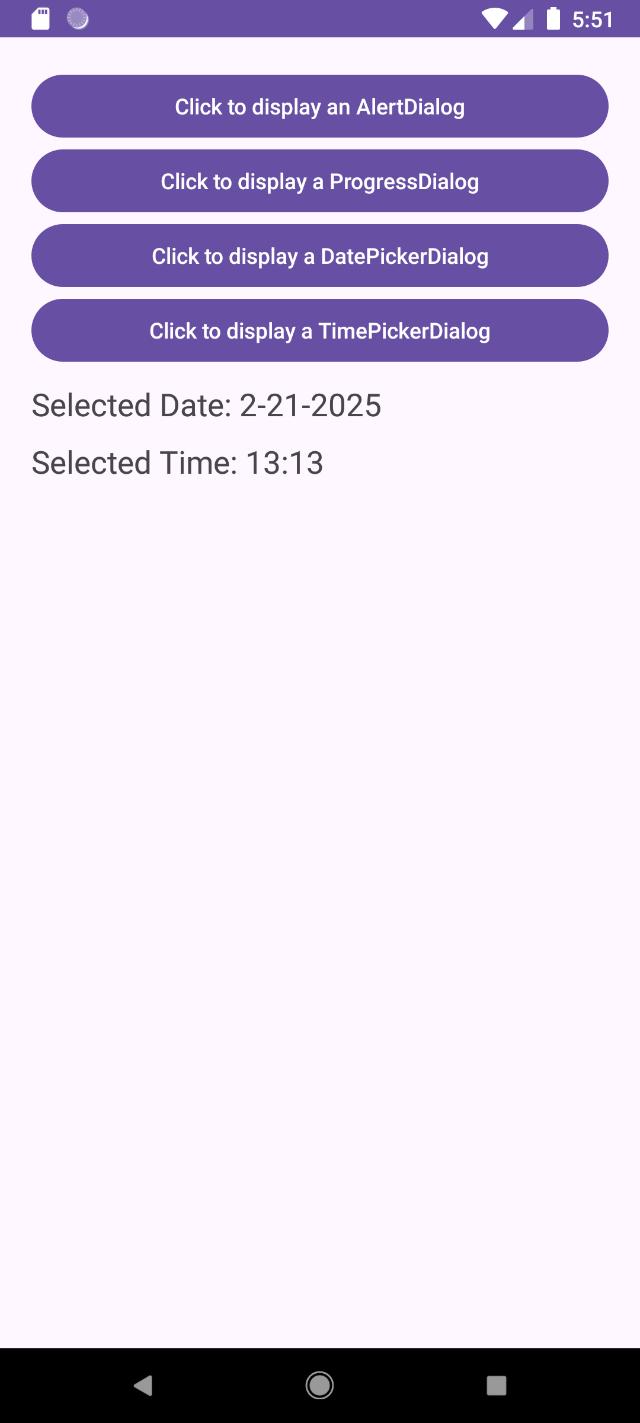 5:51
Click to display an AlertDialog
Click to display a ProgressDialog
Click to display a DatePickerDialog
Click to display a TimePickerDialog
Selected Date: 2-21-2025
Selected Time: 13:13